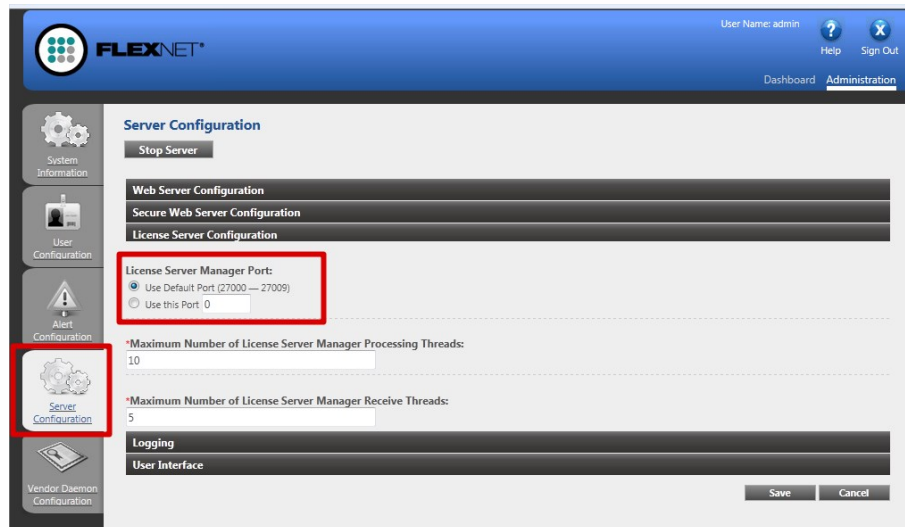 User Name: admin
FLEXNET
Help
Sign Out
Dashboard
Administration
System
Information
User
Configuration
Alert
Configuration
Server
Configuration
Vendor Daemon
Configuration
Server Configuration
Stop Server
Web Server Configuration
Secure Web Server Configuration
License Server Configuration
License Server Manager Port:
Use Default Port (27000 — 27009)
Use this Port 0
*Maximum Number of License Server Manager Processing Threads:
10
*Maximum Number of License Server Manager Receive Threads:
5
Logging
User Interface
Save
Cancel